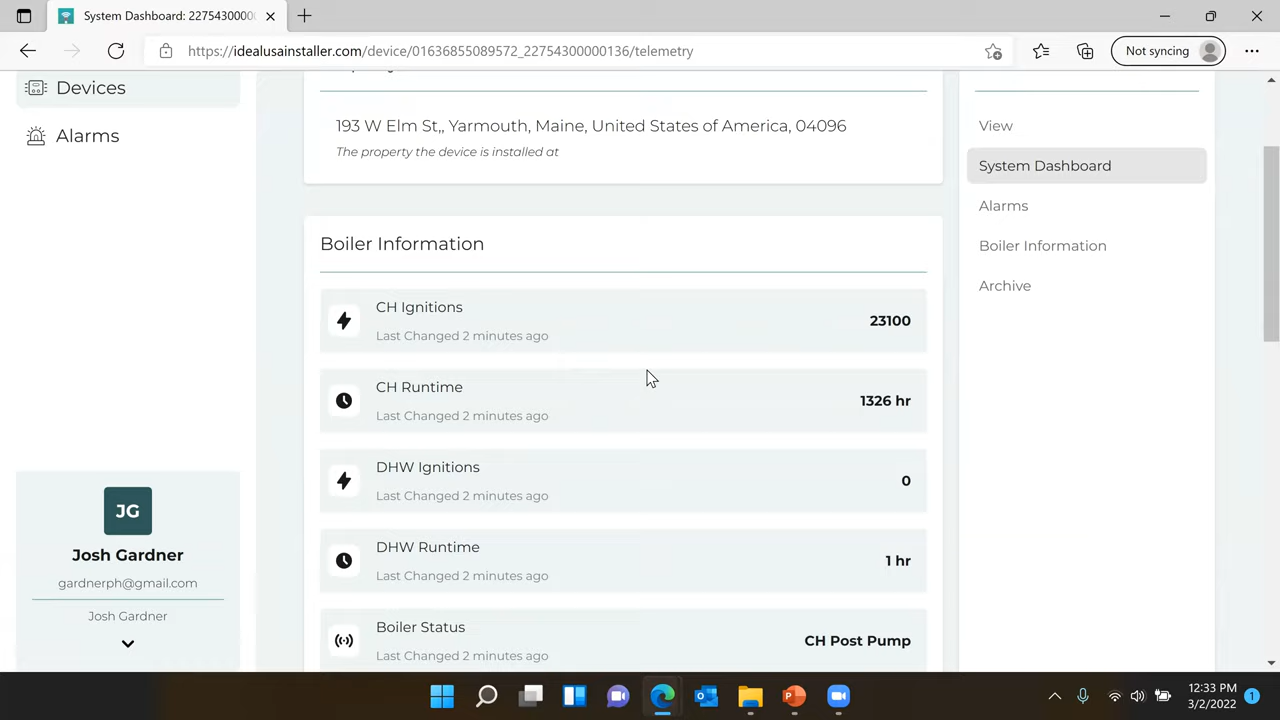 System Dashboard: 2275430000
https://idealusainstaller.com/device/01636855089572_22754300000136/telemetry
Not syncing
Devices
Alarms
193 W Elm St,, Yarmouth, Maine, United States of America, 04096
The property the device is installed at
View
System Dashboard
Alarms
Boiler Information
Archive
Boiler Information
CH Ignitions
Last Changed 2 minutes ago
23100
CH Runtime
Last Changed 2 minutes ago
1326 hr
DHW Ignitions
Last Changed 2 minutes ago
0
DHW Runtime
Last Changed 2 minutes ago
1 hr
Boiler Status
Last Changed 2 minutes ago
CH Post Pump
JG
Josh Gardner
gardnerph@gmail.com
Josh Gardner
12:33 PM
3/2/2022
1